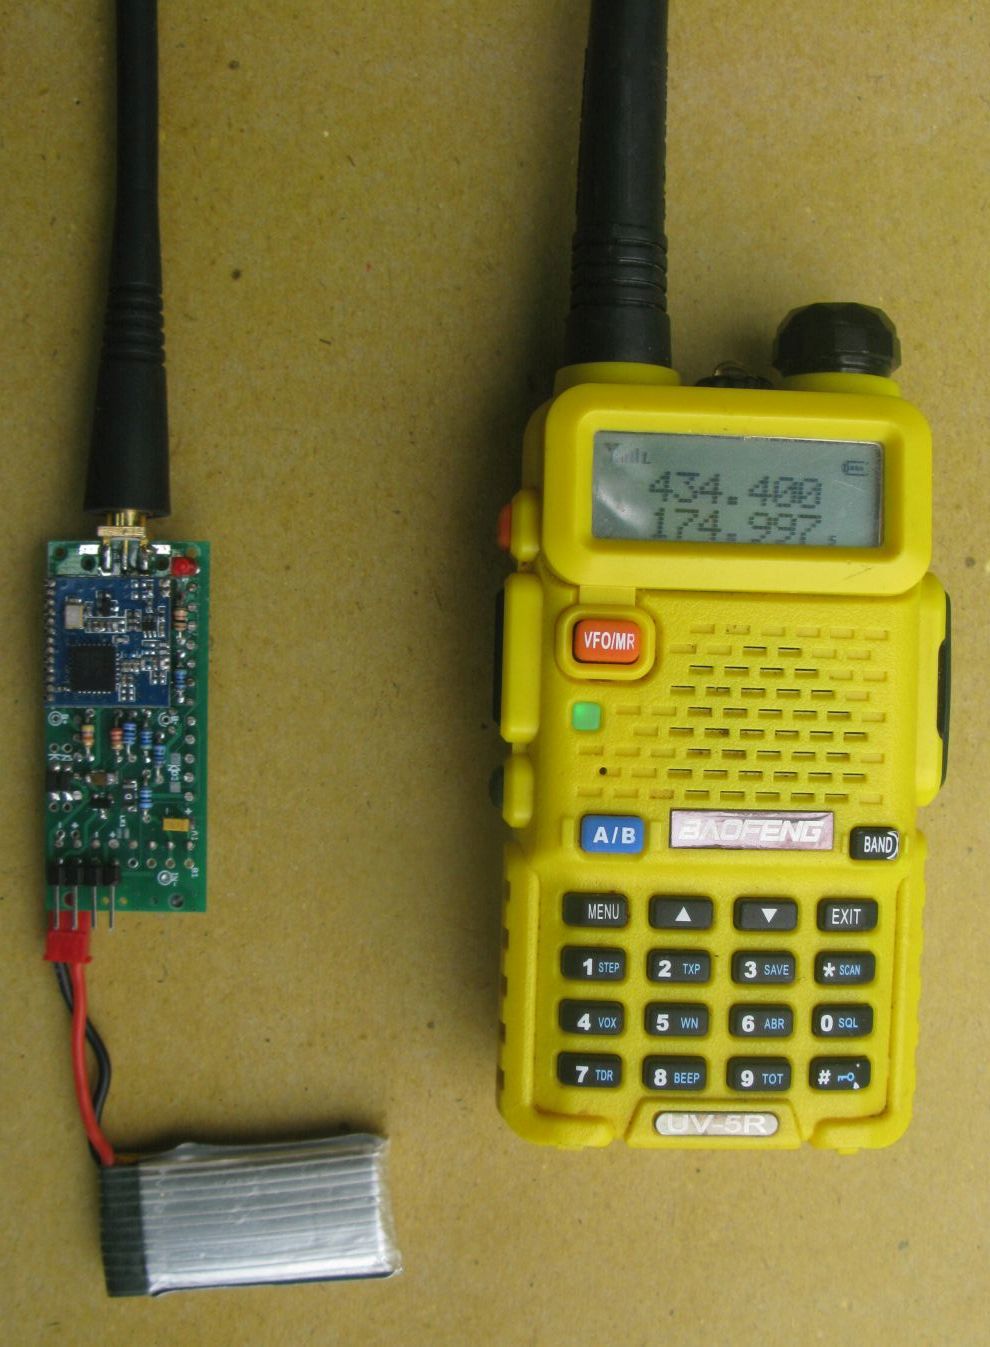 L
434.400
174.997 s
VFO/MR
A/B
BAOFENG
BAND
MENU ▲ ▼ EXIT
1 STEP 2 TXP 3 SAVE * SCAN
4 VOX 5 WN 6 ABR 0 SQL
7 TDR 8 BEEP 9 TOT #
UV-5R